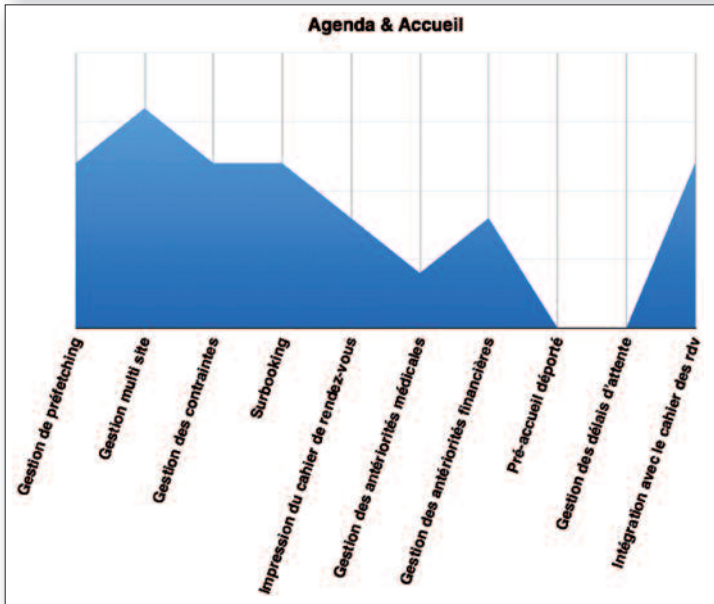 Agenda & Accueil
Gestion de préfetching
Gestion multi site
Gestion des contraintes
Surbooking
Impression du cahier de rendez-vous
Gestion des antériorités médicales
Gestion des antériorités financières
Pré-accueil déporté
Gestion des délais d'attente
Intégration avec le cahier des rdv